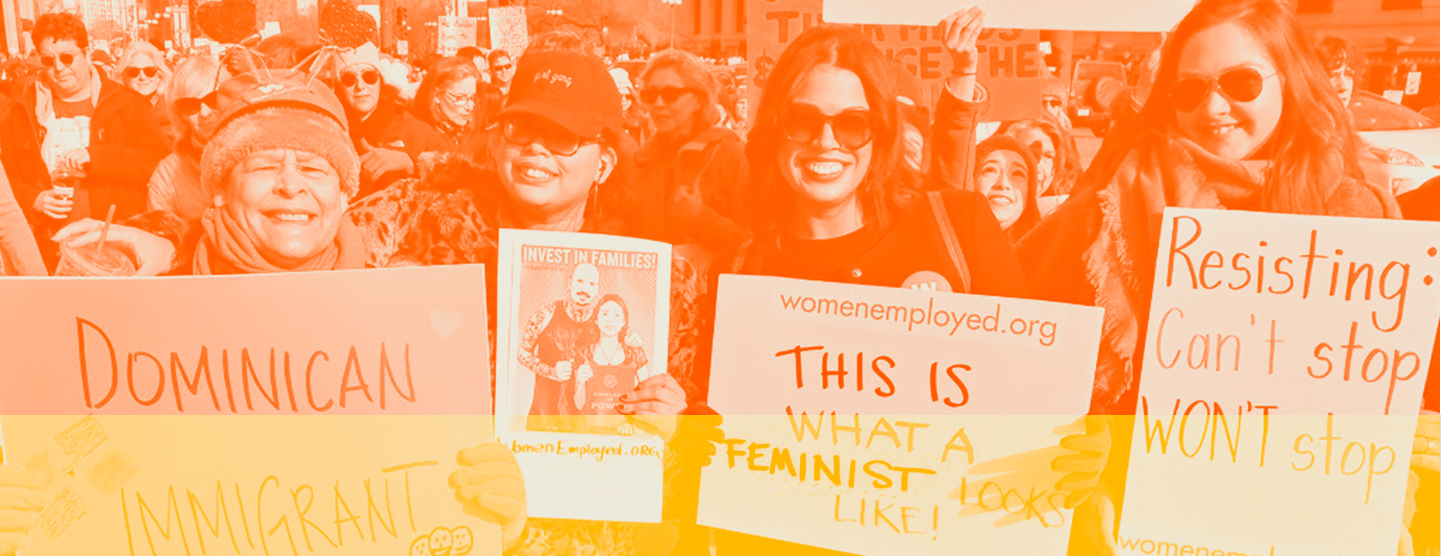 DOMINICAN
IMMIGRANT
INVEST IN FAMILIES!
POWER
WomenEmployed.ORG
womenemployed.org
THIS IS
WHAT A
FEMINIST LOOKS
LIKE!
Resisting:
Can't stop
WON'T stop